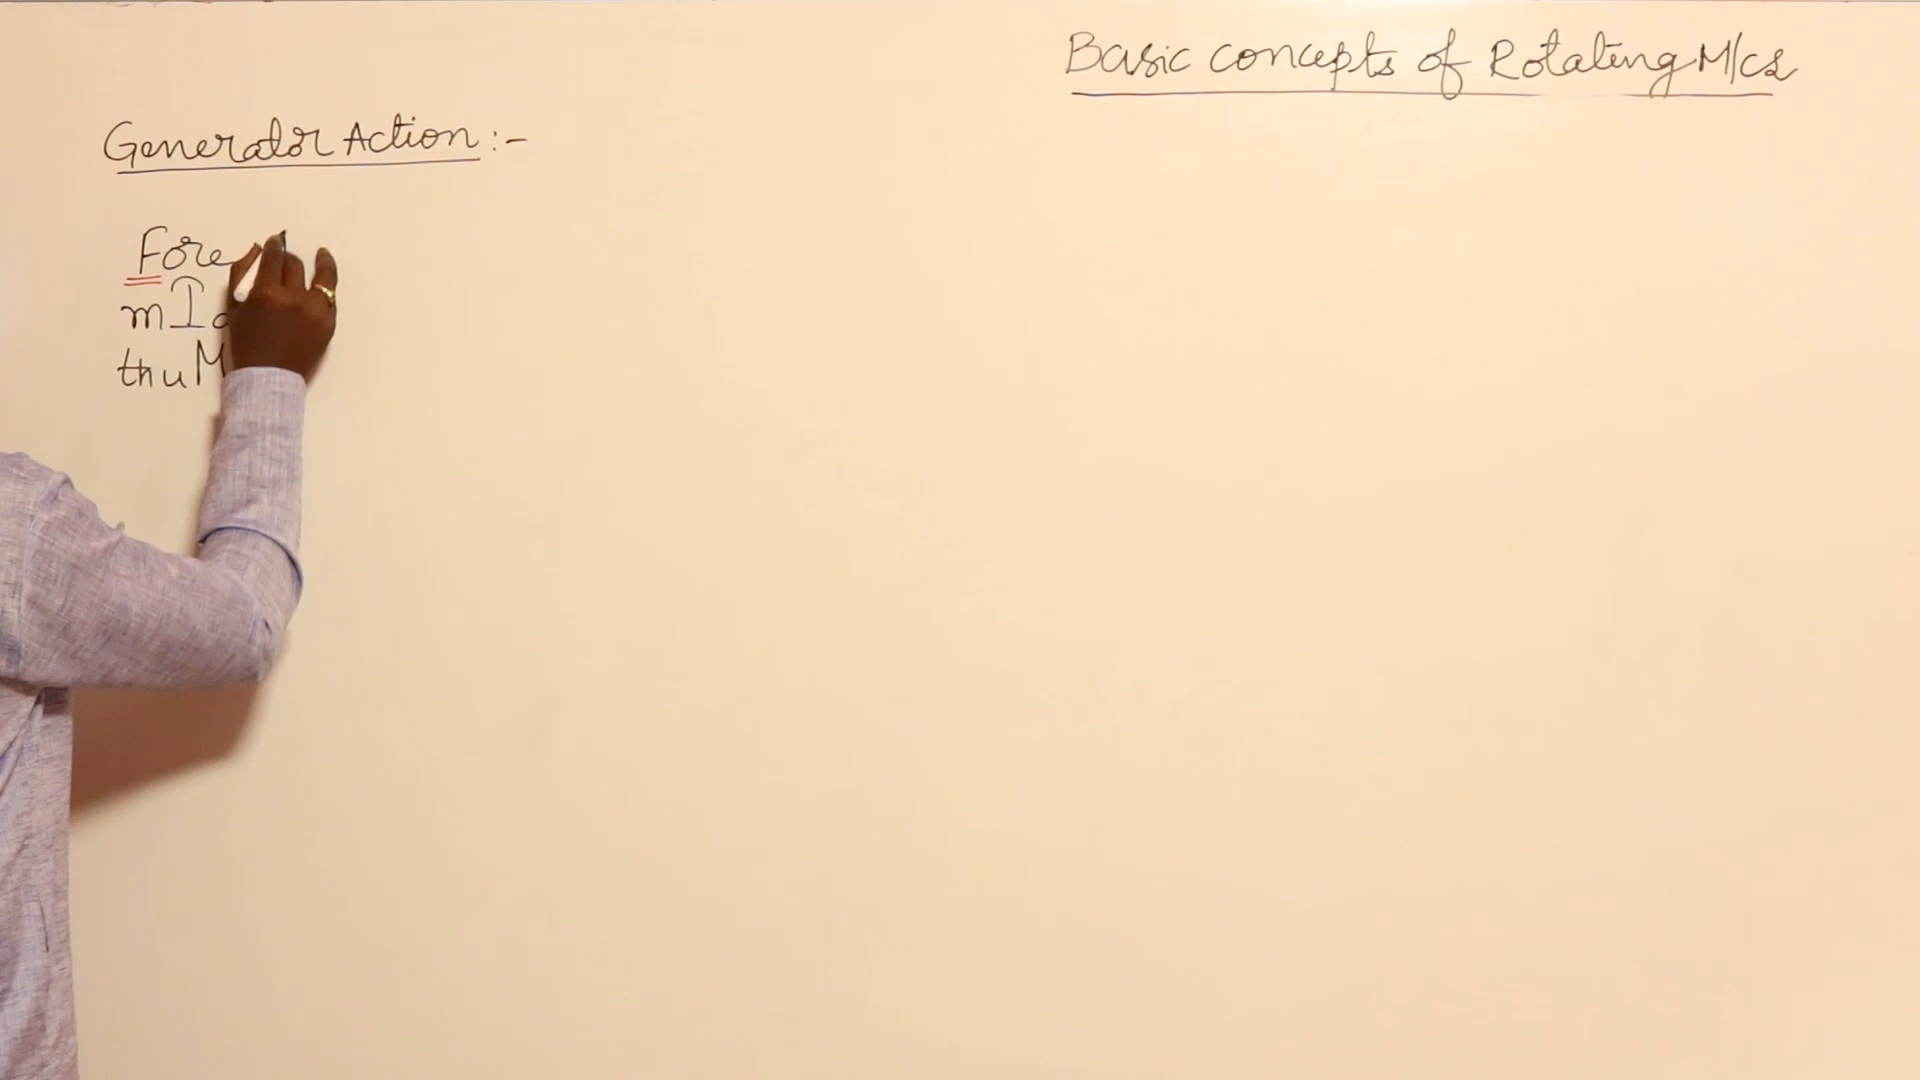 Basic concepts of Rotating M/cs
Generator Action :-
Fore
mI
thuM